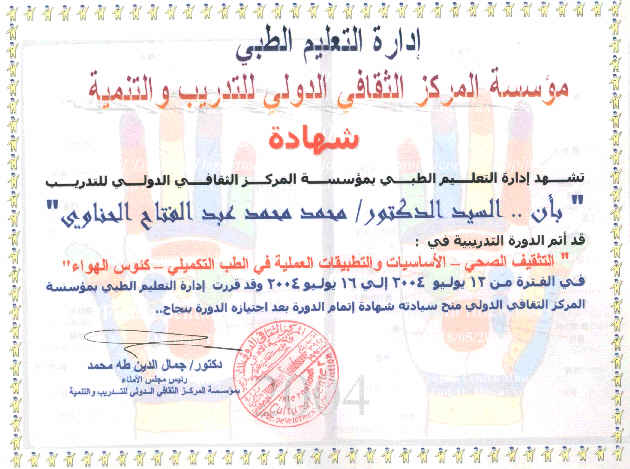 إدارة التعليم الطبي
مؤسسة المركز الثقافي الدولي للتدريب والتنمية
شهادة
تشهد إدارة التعليم الطبي بمؤسسة المركز الثقافي الدولي للتدريب
" بأن .. السيد الدكتور/ محمد محمد عبد الفتاح الحناوي "
قد أتم الدورة التدريبية في :
" التثقيف الصحي – الأساسيات والتطبيقات العملية في الطب التكميلي – كئوس الهواء"
في الفترة من ١٢ يوليو ٢٠٠٤ إلى ١٦ يوليو ٢٠٠٤ وقد قررت إدارة التعليم الطبي بمؤسسة
المركز الثقافي الدولي منح سيادته شهادة إتمام الدورة بعد اجتيازه الدورة بنجاح..
دكتور/ جمال الدين طه محمد
رئيس مجلس الأمناء
بمؤسسة المركز الثقافي الدولي للتدريب والتنمية
2004